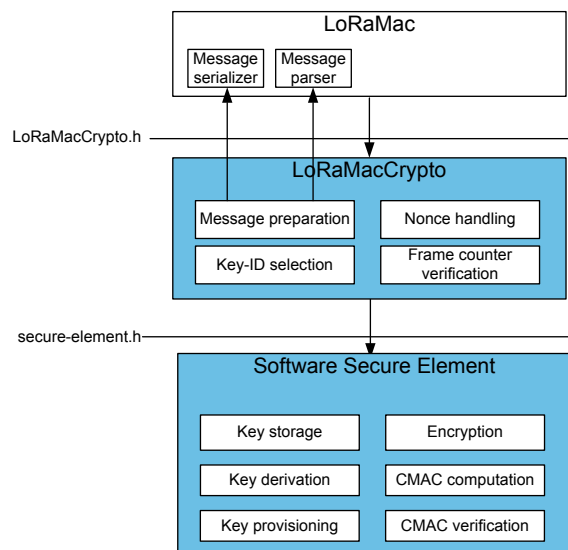 LoRaMac
Message
serializer
Message
parser
LoRaMacCrypto.h
LoRaMacCrypto
Message preparation
Nonce handling
Key-ID selection
Frame counter
verification
secure-element.h
Software Secure Element
Key storage
Encryption
Key derivation
CMAC computation
Key provisioning
CMAC verification